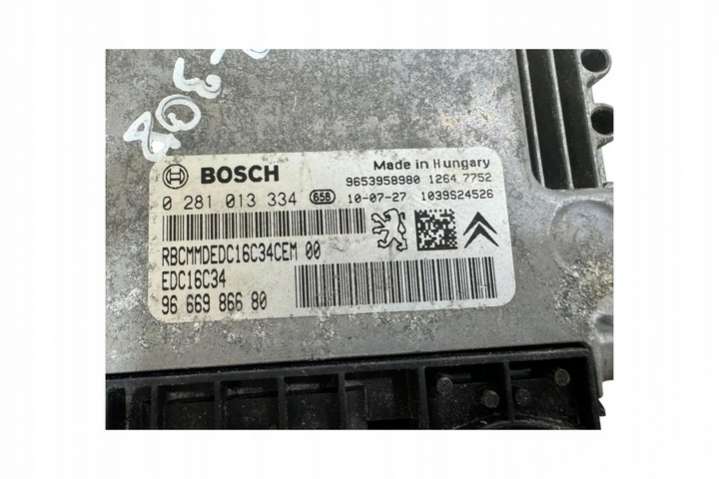 BOSCH
Made in Hungary
9653958980 1264 7752
0 281 013 334 656 10-07-27 1039S24526
RBCMMDEDC16C34CEM 00
EDC16C34
96 669 866 80